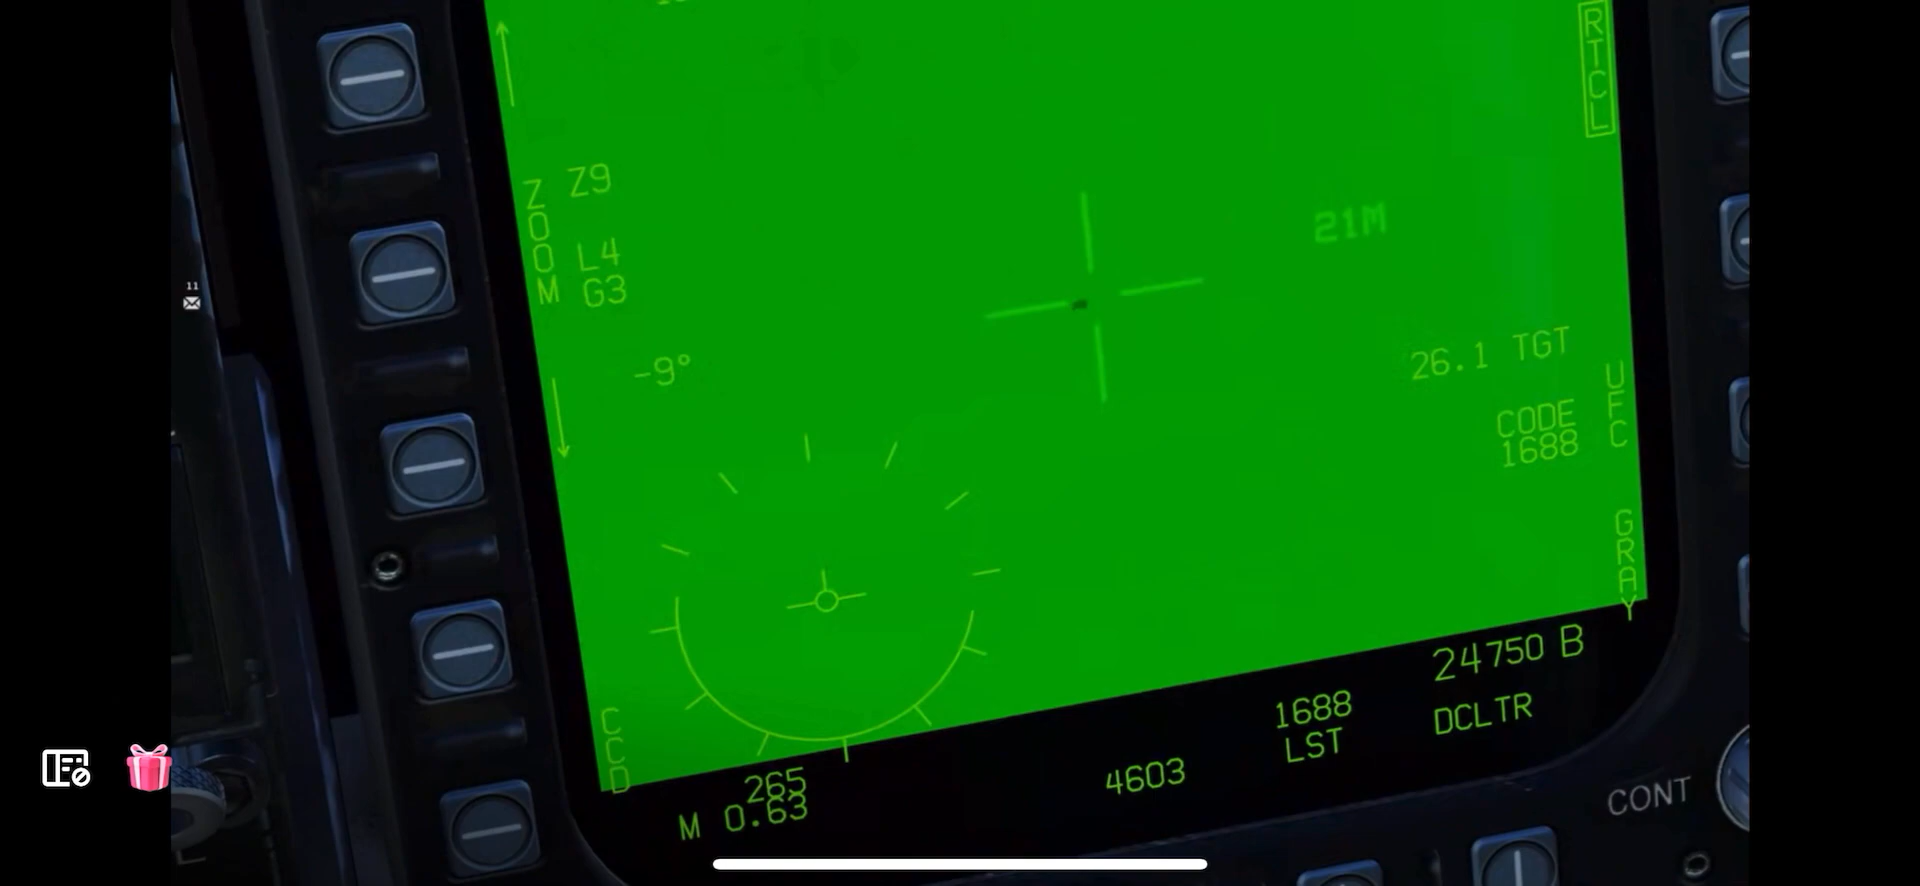 RTCL
Z9
ZOOM
L4
G3
21M
-9°
26.1 TGT
UFC
CODE
1688
GRAY
CCD
24750 B
1688
LST
DCLTR
265
M 0.63
4603
CONT
11